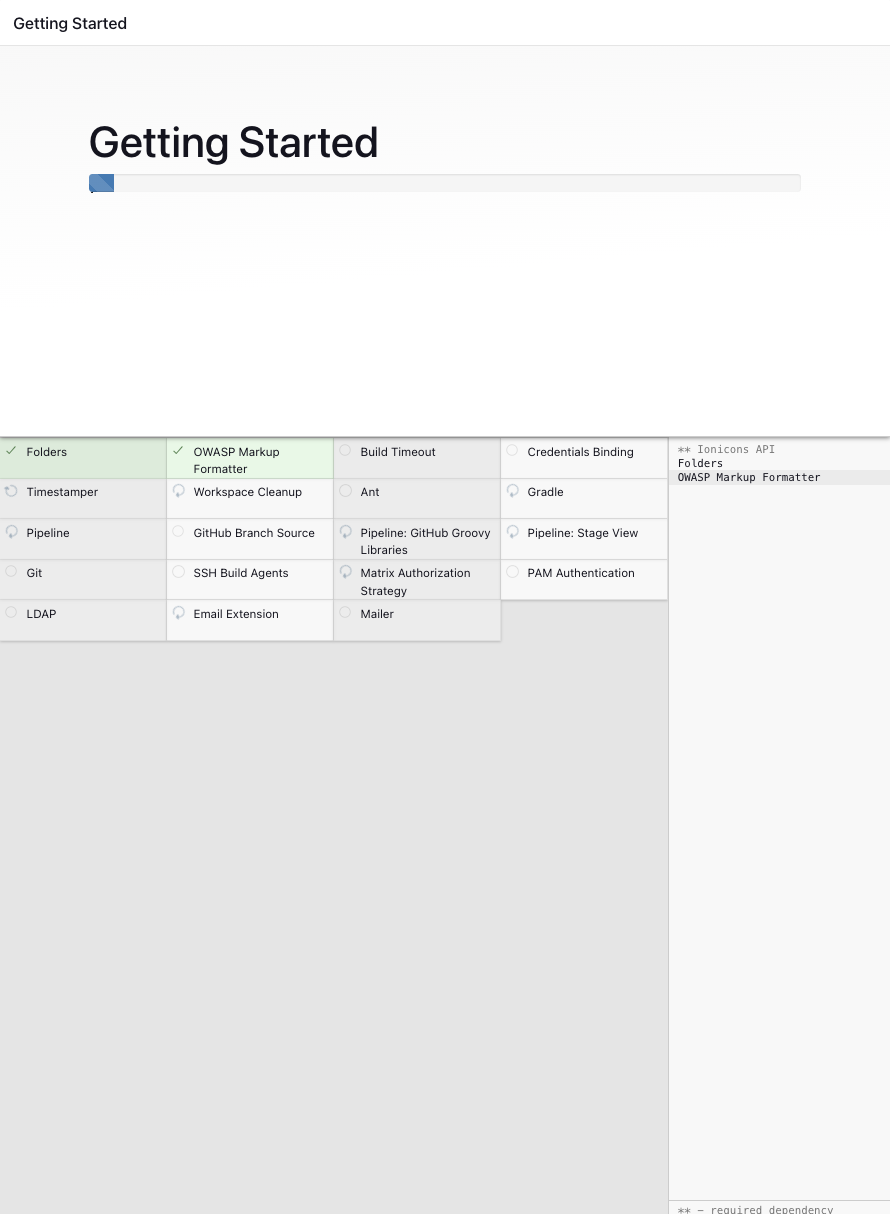 Getting Started
Getting Started
Folders
OWASP Markup
Formatter
Build Timeout
Credentials Binding
Timestamper
Workspace Cleanup
Ant
Gradle
Pipeline
GitHub Branch Source
Pipeline: GitHub Groovy
Libraries
Pipeline: Stage View
Git
SSH Build Agents
Matrix Authorization
Strategy
PAM Authentication
LDAP
Email Extension
Mailer
** Ionicons API
Folders
OWASP Markup Formatter
** - required dependency